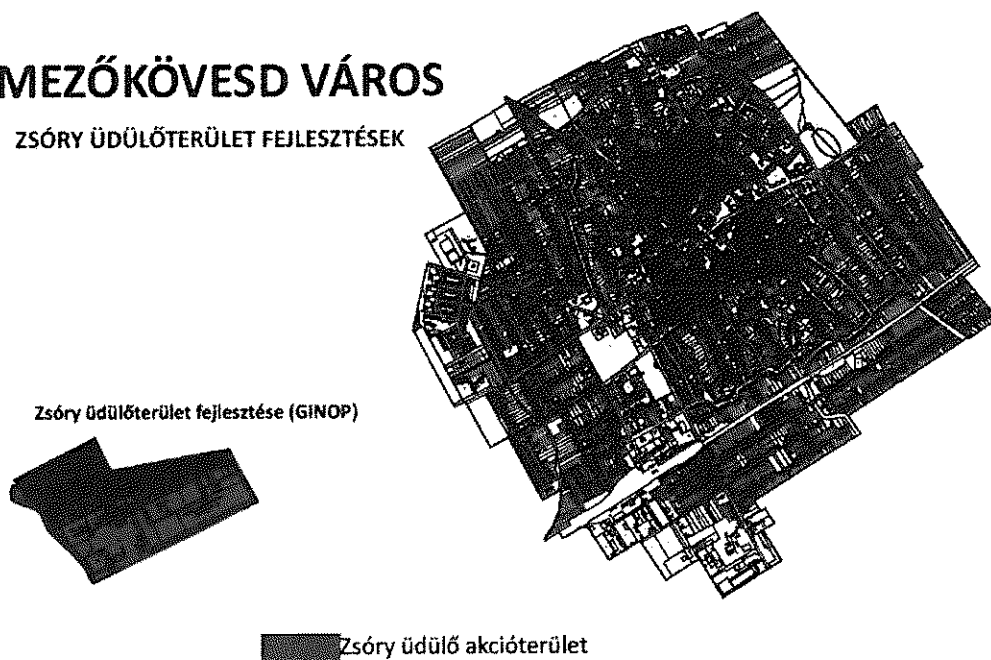 MEZŐKÖVESD VÁROS
ZSÓRY ÜDÜLŐTERÜLET FEJLESZTÉSEK
Zsóry üdülőterület fejlesztése (GINOP)
Zsóry üdülő akcióterület